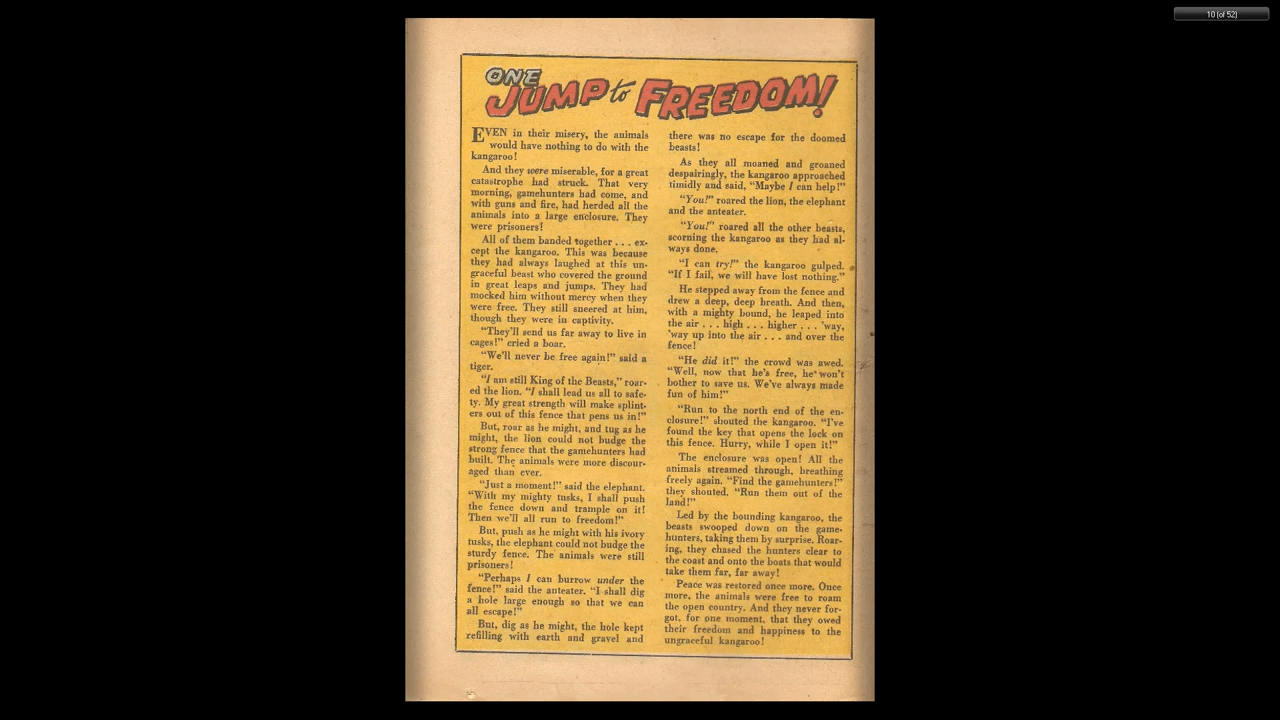 10 (of 52)
ONE
JUMP to FREEDOM!
EVEN in their misery, the animals
would have nothing to do with the
kangaroo!
And they were miserable, for a great
catastrophe had struck. That very
morning, gamehunters had come, and
with guns and fire, had herded all the
animals into a large enclosure. They
were prisoners!
All of them banded together . . . ex-
cept the kangaroo. This was because
they had always laughed at this un-
graceful beast who covered the ground
in great leaps and jumps. They had
mocked him without mercy when they
were free. They still sneered at him,
though they were in captivity.
"They'll send us far away to live in
cages!" cried a boar.
"We'll never be free again!" said a
tiger.
"I am still King of the Beasts," roar-
ed the lion. "I shall lead us all to safe-
ty. My great strength will make splint-
ers out of this fence that pens us in!"
But, roar as he might, and tug as he
might, the lion could not budge the
strong fence that the gamehunters had
built. The animals were more discour-
aged than ever.
"Just a moment!" said the elephant.
"With my mighty tusks, I shall push
the fence down and trample on it!
Then we'll all run to freedom!"
But, push as he might with his ivory
tusks, the elephant could not budge the
sturdy fence. The animals were still
prisoners!
"Perhaps I can burrow under the
fence!" said the anteater. "I shall dig
a hole large enough so that we can
all escape!"
But, dig as he might, the hole kept
refilling with earth and gravel and
there was no escape for the doomed
beasts!
As they all moaned and groaned
despairingly, the kangaroo approached
timidly and said, "Maybe I can help!"
"You!" roared the lion, the elephant
and the anteater.
"You!" roared all the other beasts,
scorning the kangaroo as they had al-
ways done.
"I can try!" the kangaroo gulped.
"If I fail, we will have lost nothing."
He stepped away from the fence and
drew a deep, deep breath. And then,
with a mighty bound, he leaped into
the air . . . high . . . higher . . . 'way,
'way up into the air . . . and over the
fence!
"He did it!" the crowd was awed.
"Well, now that he's free, he won't
bother to save us. We've always made
fun of him!"
"Run to the north end of the en-
closure!" shouted the kangaroo. "I've
found the key that opens the lock on
this fence. Hurry, while I open it!"
The enclosure was open! All the
animals streamed through, breathing
freely again. "Find the gamehunters!"
they shouted. "Run them out of the
land!"
Led by the bounding kangaroo, the
beasts swooped down on the game-
hunters, taking them by surprise. Roar-
ing, they chased the hunters clear to
the coast and onto the boats that would
take them far, far away!
Peace was restored once more. Once
more, the animals were free to roam
the open country. And they never for-
got, for one moment, that they owed
their freedom and happiness to the
ungraceful kangaroo!